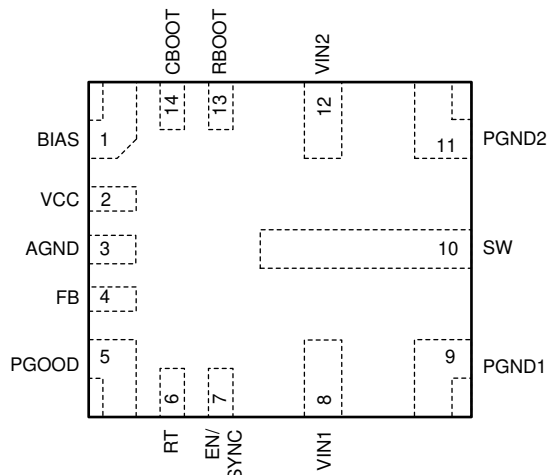 CBOOT
RBOOT
VIN2
14
13
12
BIAS
1
11
PGND2
VCC
2
AGND
3
10
SW
FB
4
PGOOD
5
9
PGND1
6
7
8
RT
EN/
SYNC
VIN1